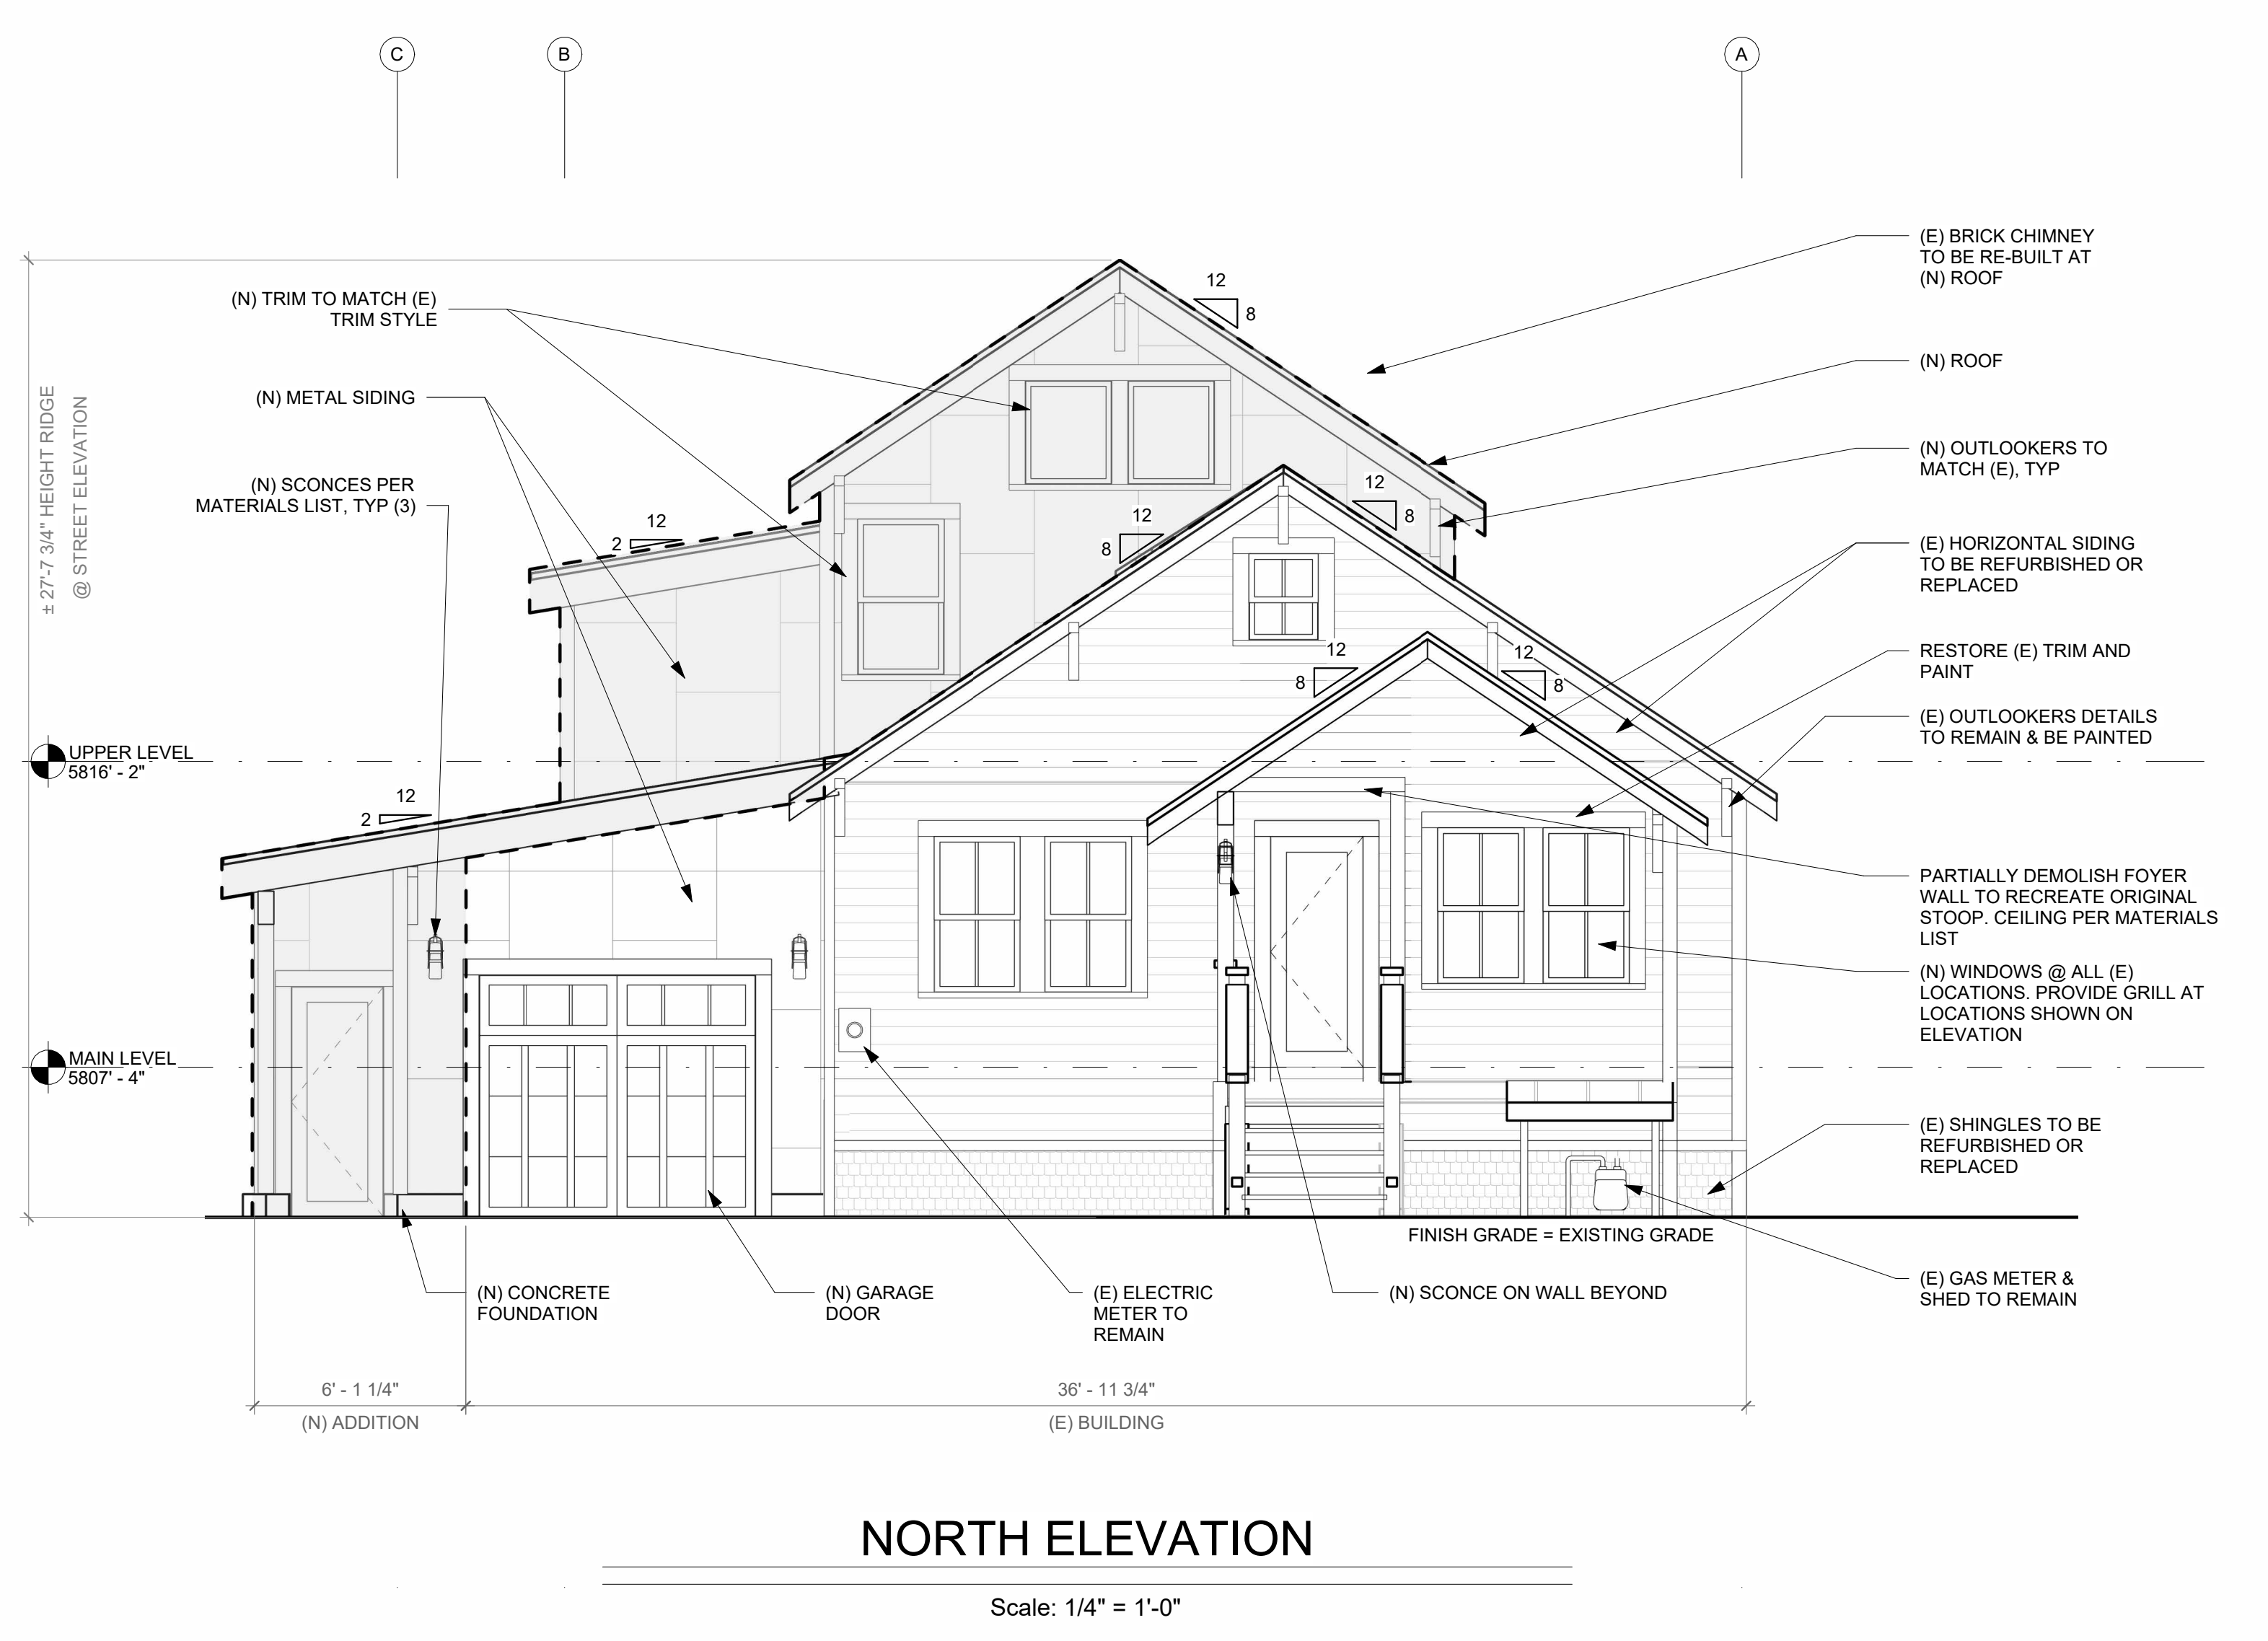 C
B
A
(E) BRICK CHIMNEY
TO BE RE-BUILT AT
(N) ROOF
12
8
(N) TRIM TO MATCH (E)
TRIM STYLE
(N) ROOF
(N) METAL SIDING
± 27'-7 3/4" HEIGHT RIDGE
@ STREET ELEVATION
(N) OUTLOOKERS TO
MATCH (E), TYP
(N) SCONCES PER
MATERIALS LIST, TYP (3)
12
8
12
8
12
2
(E) HORIZONTAL SIDING
TO BE REFURBISHED OR
REPLACED
12
8
12
8
RESTORE (E) TRIM AND
PAINT
(E) OUTLOOKERS DETAILS
TO REMAIN & BE PAINTED
UPPER LEVEL
5816' - 2"
12
2
PARTIALLY DEMOLISH FOYER
WALL TO RECREATE ORIGINAL
STOOP. CEILING PER MATERIALS
LIST
(N) WINDOWS @ ALL (E)
LOCATIONS. PROVIDE GRILL AT
LOCATIONS SHOWN ON
ELEVATION
MAIN LEVEL
5807' - 4"
(E) SHINGLES TO BE
REFURBISHED OR
REPLACED
FINISH GRADE = EXISTING GRADE
(E) GAS METER &
SHED TO REMAIN
(N) CONCRETE
FOUNDATION
(N) GARAGE
DOOR
(E) ELECTRIC
METER TO
REMAIN
(N) SCONCE ON WALL BEYOND
6' - 1 1/4"
(N) ADDITION
36' - 11 3/4"
(E) BUILDING
NORTH ELEVATION
Scale: 1/4" = 1'-0"